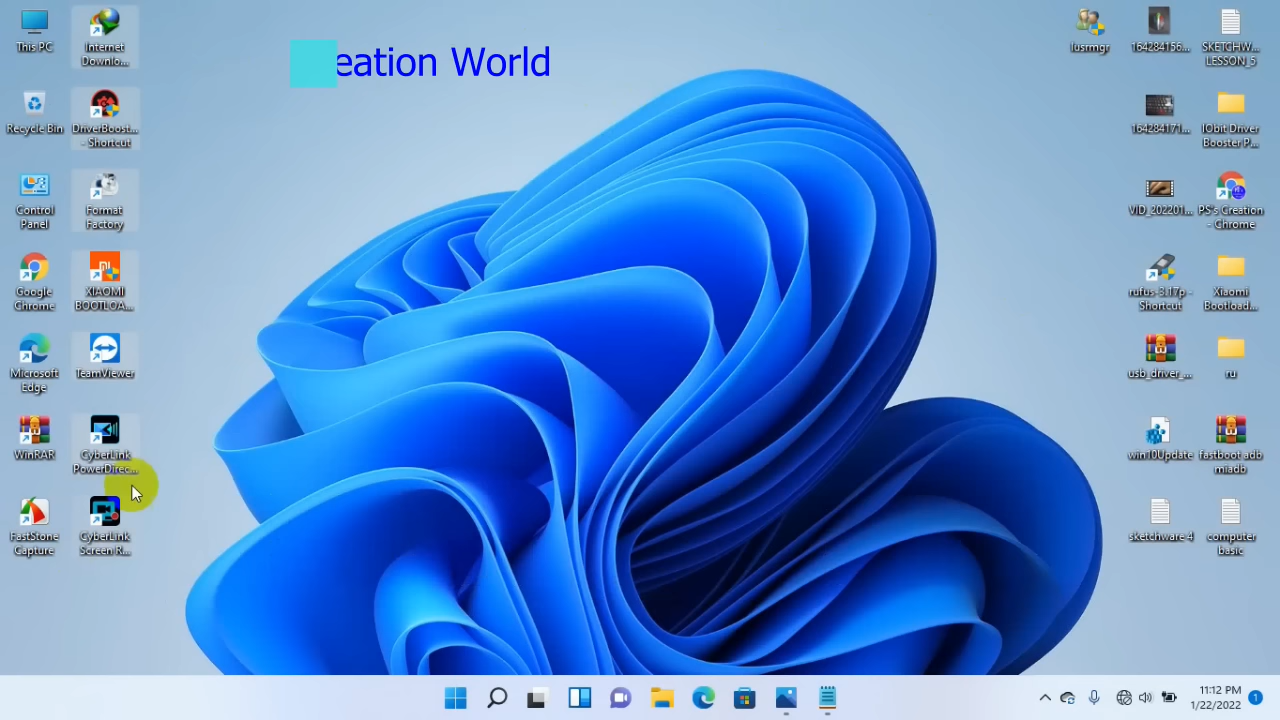 eation World
This PC
Internet
Downlo...
Recycle Bin
DriverBoost...
- Shortcut
Control
Panel
Format
Factory
Google
Chrome
XIAOMI
BOOTLOA...
Microsoft
Edge
TeamViewer
WinRAR
CyberLink
PowerDirec...
FastStone
Capture
CyberLink
Screen R...
lusrmgr
164284156...
SKETCHW...
LESSON_5
164284171...
IObit Driver
Booster P...
VID_202201...
PS's Creation
- Chrome
rufus-3.17p -
Shortcut
Xiaomi
Bootload...
usb_driver_...
ru
win10Update
fastboot adb
miadb
sketchware 4
computer
basic
11:12 PM
1/22/2022
1